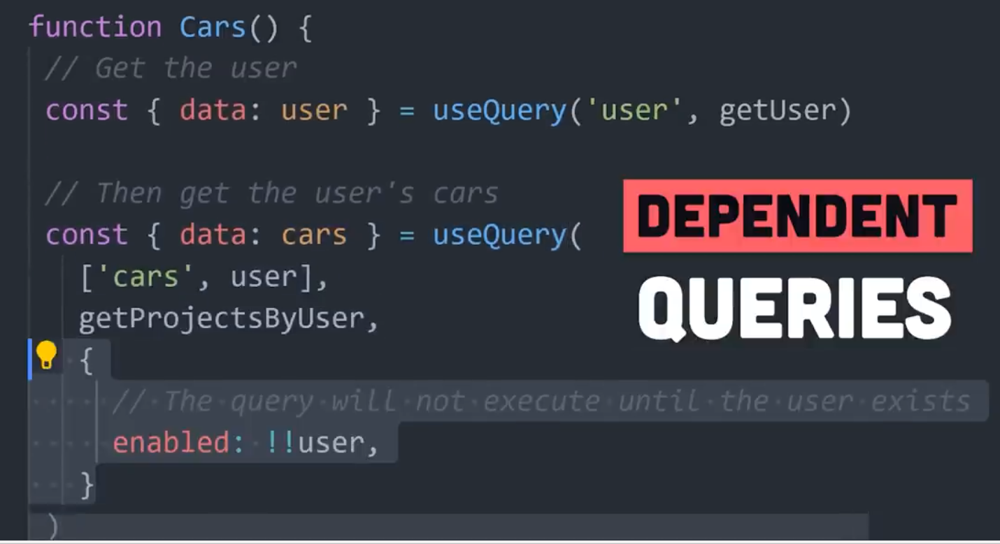 function Cars() {
// Get the user
const { data: user } = useQuery('user', getUser)
// Then get the user's cars
const { data: cars } = useQuery(
['cars', user],
getProjectsByUser,
{
// The query will not execute until the user exists
enabled: !!user,
}
)
DEPENDENT
QUERIES